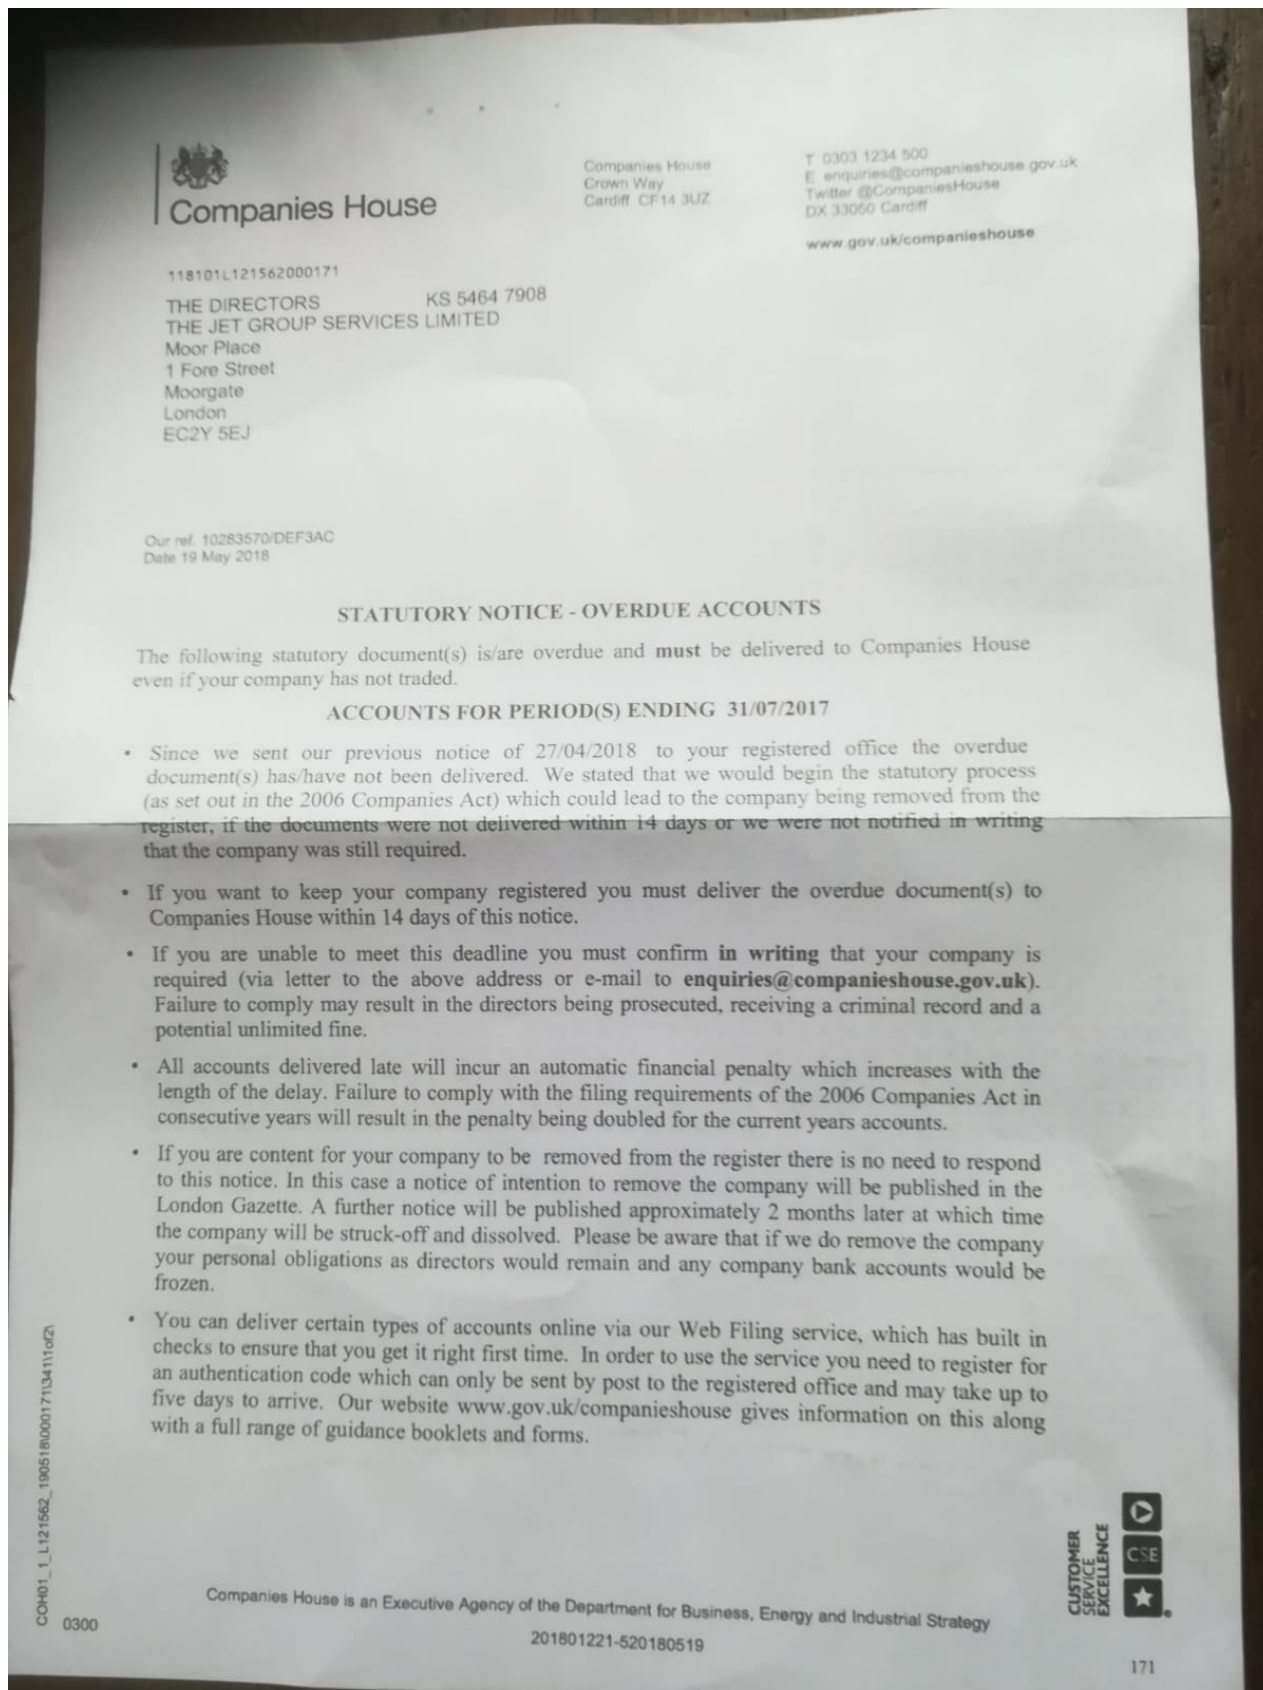 Companies House
Companies House
Crown Way
Cardiff CF14 3UZ
T 0303 1234 500
E enquiries@companieshouse.gov.uk
Twitter @CompaniesHouse
DX 33050 Cardiff
www.gov.uk/companieshouse
118101L121562000171
THE DIRECTORS KS 5464 7908
THE JET GROUP SERVICES LIMITED
Moor Place
1 Fore Street
Moorgate
London
EC2Y 5EJ
Our ref. 10283570/DEF3AC
Date 19 May 2018
STATUTORY NOTICE - OVERDUE ACCOUNTS
The following statutory document(s) is/are overdue and must be delivered to Companies House
even if your company has not traded.
ACCOUNTS FOR PERIOD(S) ENDING 31/07/2017
• Since we sent our previous notice of 27/04/2018 to your registered office the overdue
document(s) has/have not been delivered. We stated that we would begin the statutory process
(as set out in the 2006 Companies Act) which could lead to the company being removed from the
register, if the documents were not delivered within 14 days or we were not notified in writing
that the company was still required.
• If you want to keep your company registered you must deliver the overdue document(s) to
Companies House within 14 days of this notice.
• If you are unable to meet this deadline you must confirm in writing that your company is
required (via letter to the above address or e-mail to enquiries@companieshouse.gov.uk).
Failure to comply may result in the directors being prosecuted, receiving a criminal record and a
potential unlimited fine.
• All accounts delivered late will incur an automatic financial penalty which increases with the
length of the delay. Failure to comply with the filing requirements of the 2006 Companies Act in
consecutive years will result in the penalty being doubled for the current years accounts.
• If you are content for your company to be removed from the register there is no need to respond
to this notice. In this case a notice of intention to remove the company will be published in the
London Gazette. A further notice will be published approximately 2 months later at which time
the company will be struck-off and dissolved. Please be aware that if we do remove the company
your personal obligations as directors would remain and any company bank accounts would be
frozen.
• You can deliver certain types of accounts online via our Web Filing service, which has built in
checks to ensure that you get it right first time. In order to use the service you need to register for
an authentication code which can only be sent by post to the registered office and may take up to
five days to arrive. Our website www.gov.uk/companieshouse gives information on this along
with a full range of guidance booklets and forms.
COH01_1_L121562_190518\000171\341\1of2\
0300
CUSTOMER
SERVICE
EXCELLENCE
CSE
Companies House is an Executive Agency of the Department for Business, Energy and Industrial Strategy
201801221-520180519
171